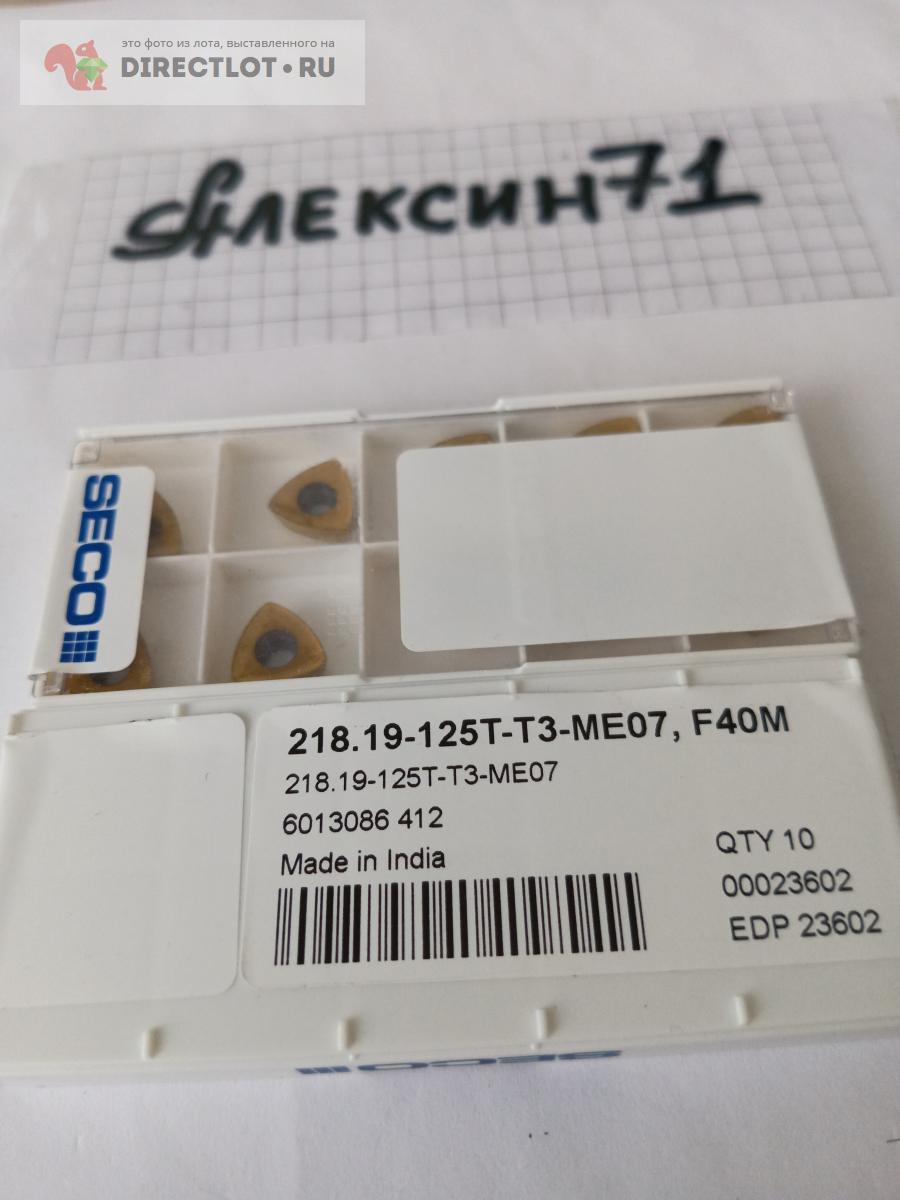 это фото из лота, выставленного на
DIRECTLOT•RU
Алексин71
SECO
218.19-125T-T3-ME07, F40M
218.19-125T-T3-ME07
6013086 412
Made in India
QTY 10
00023602
EDP 23602
SECO